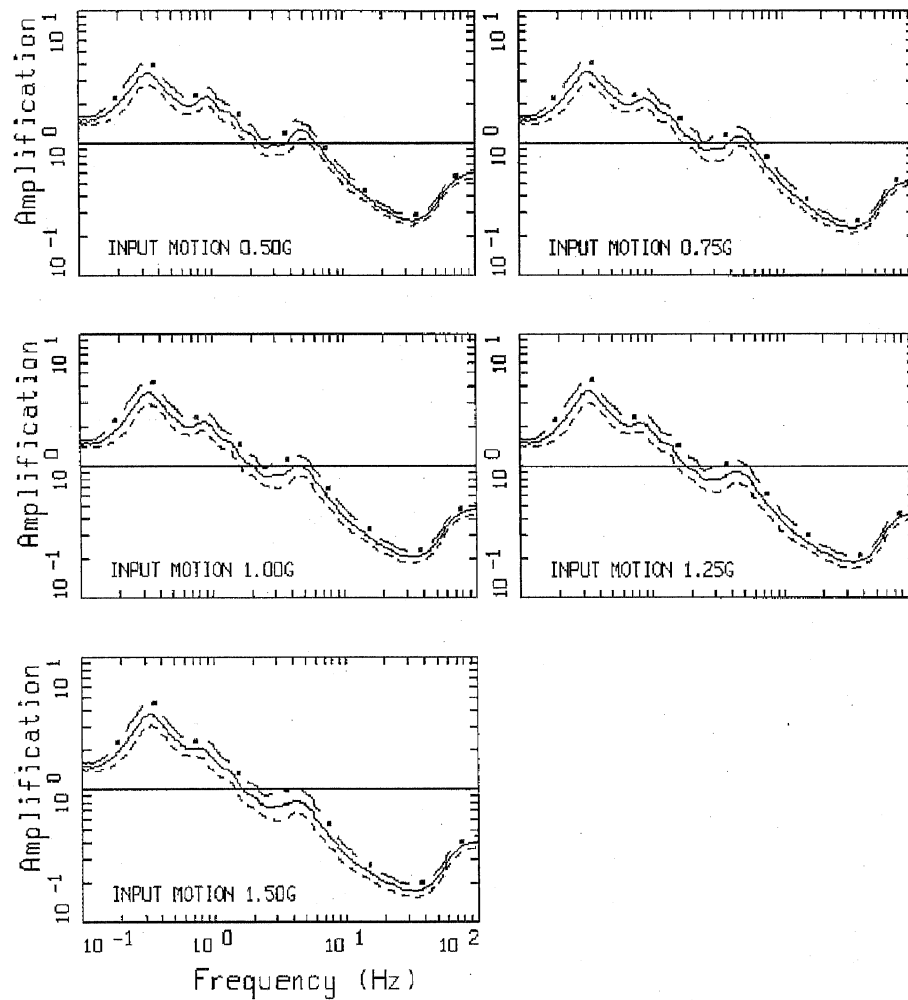 Amplification
10 1
10 0
10 -1
INPUT MOTION 0.50G
10 1
10 0
10 -1
INPUT MOTION 0.75G
Amplification
10 1
10 0
10 -1
INPUT MOTION 1.00G
10 1
10 0
10 -1
INPUT MOTION 1.25G
Amplification
10 1
10 0
10 -1
INPUT MOTION 1.50G
10 -1 10 0 10 1 10 2
Frequency (Hz)